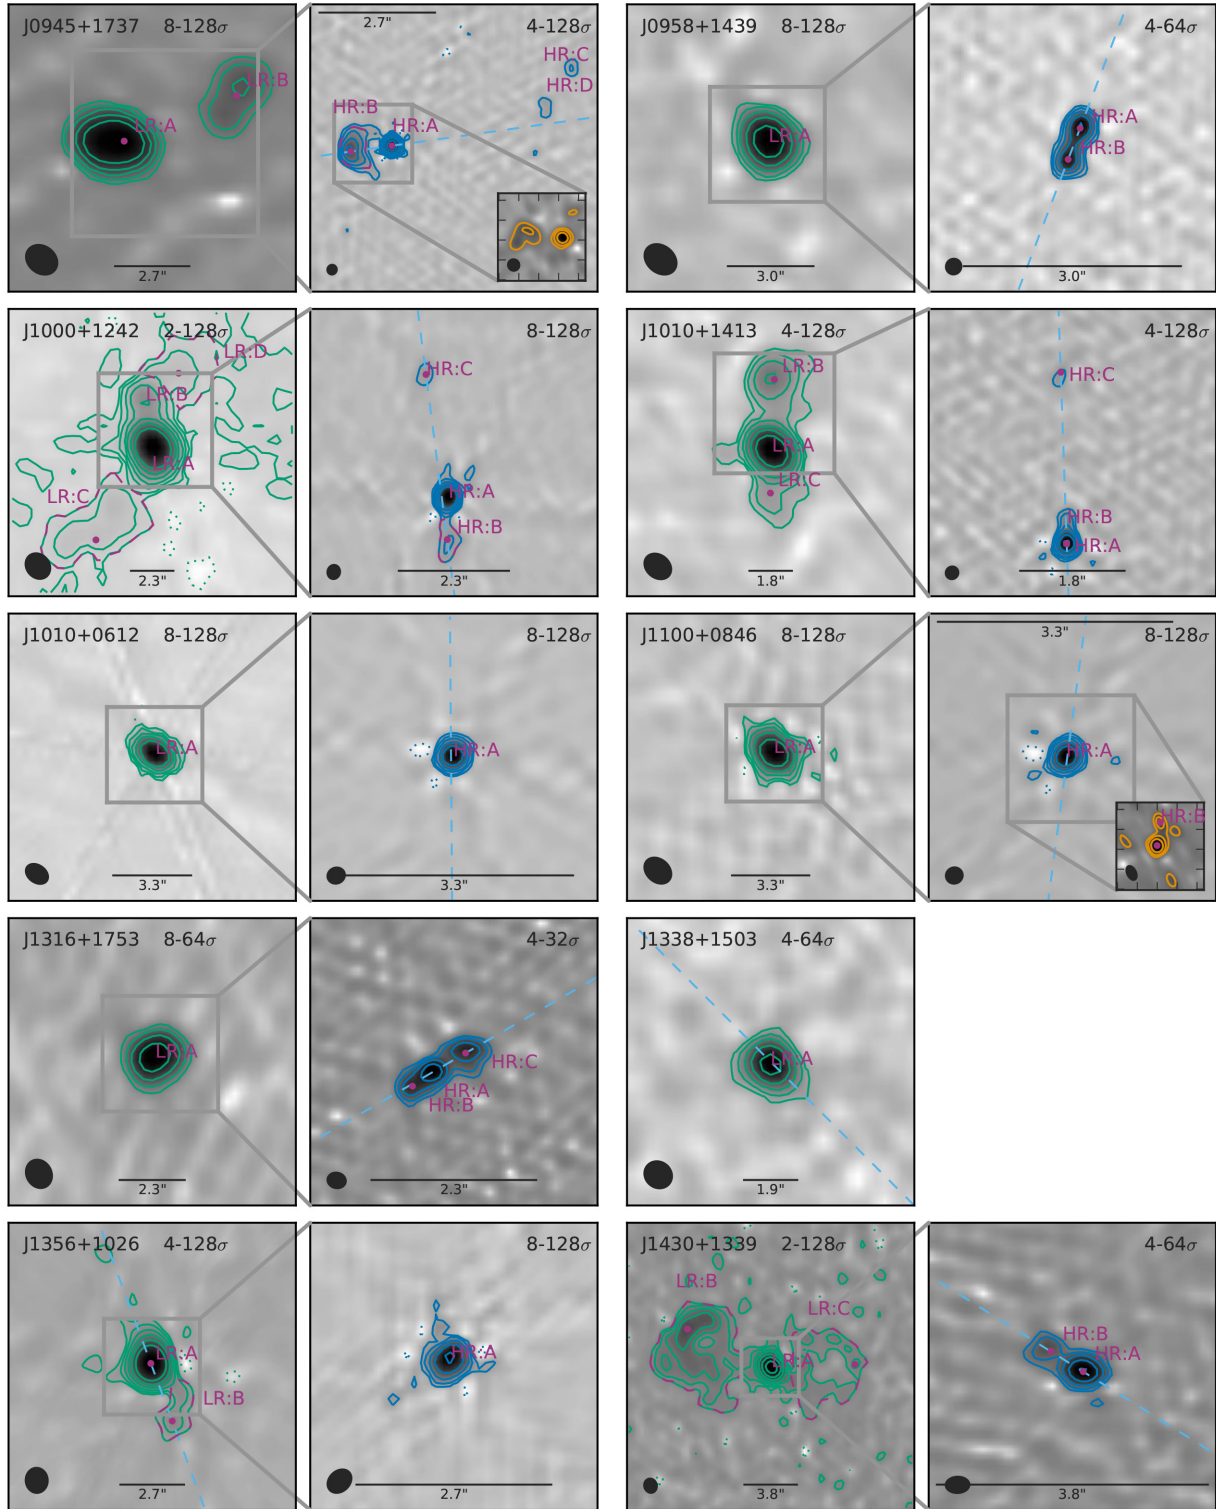 J0945+1737 8-128σ
LR:B
LR:A
2.7"
2.7"
4-128σ
HR:C
HR:D
HR:B
HR:A
J0958+1439 8-128σ
LR:A
3.0"
4-64σ
HR:A
HR:B
3.0"
J1000+1242 2-128σ
LR:D
LR:B
LR:A
LR:C
2.3"
8-128σ
HR:C
HR:A
HR:B
2.3"
J1010+1413 4-128σ
LR:B
LR:A
LR:C
1.8"
4-128σ
HR:C
HR:B
HR:A
1.8"
J1010+0612 8-128σ
LR:A
3.3"
8-128σ
HR:A
3.3"
J1100+0846 8-128σ
LR:A
3.3"
3.3"
8-128σ
HR:A
HR:B
J1316+1753 8-64σ
LR:A
2.3"
4-32σ
HR:C
HR:A
HR:B
2.3"
J1338+1503 4-64σ
LR:A
1.9"
J1356+1026 4-128σ
LR:A
LR:B
2.7"
8-128σ
HR:A
2.7"
J1430+1339 2-128σ
LR:B
LR:C
LR:A
3.8"
4-64σ
HR:B
HR:A
3.8"